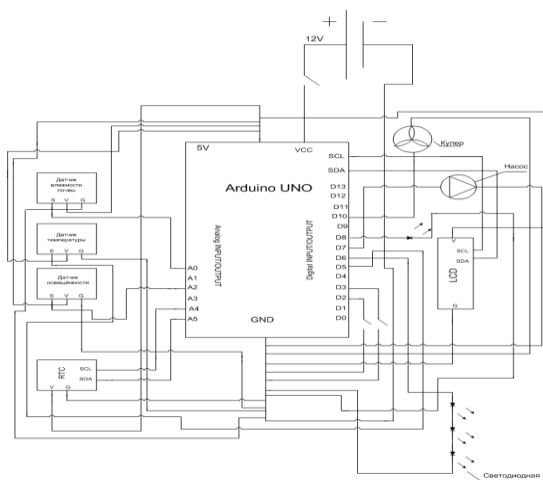 12V
+
−
5V
VCC
Arduino UNO
Analog INPUT/OUTPUT
Digital INPUT/OUTPUT
GND
A0
A1
A2
A3
A4
A5
SCL
SDA
D13
D12
D11
D10
D9
D8
D7
D6
D5
D4
D3
D2
D1
D0
Датчик
влажности
почвы
S V G
Датчик
температуры
S V G
Датчик
освещённости
S V G
RTC
SCL
SDA
V G
Кулер
Насос
LCD
V
SCL
SDA
G
Светодиодная